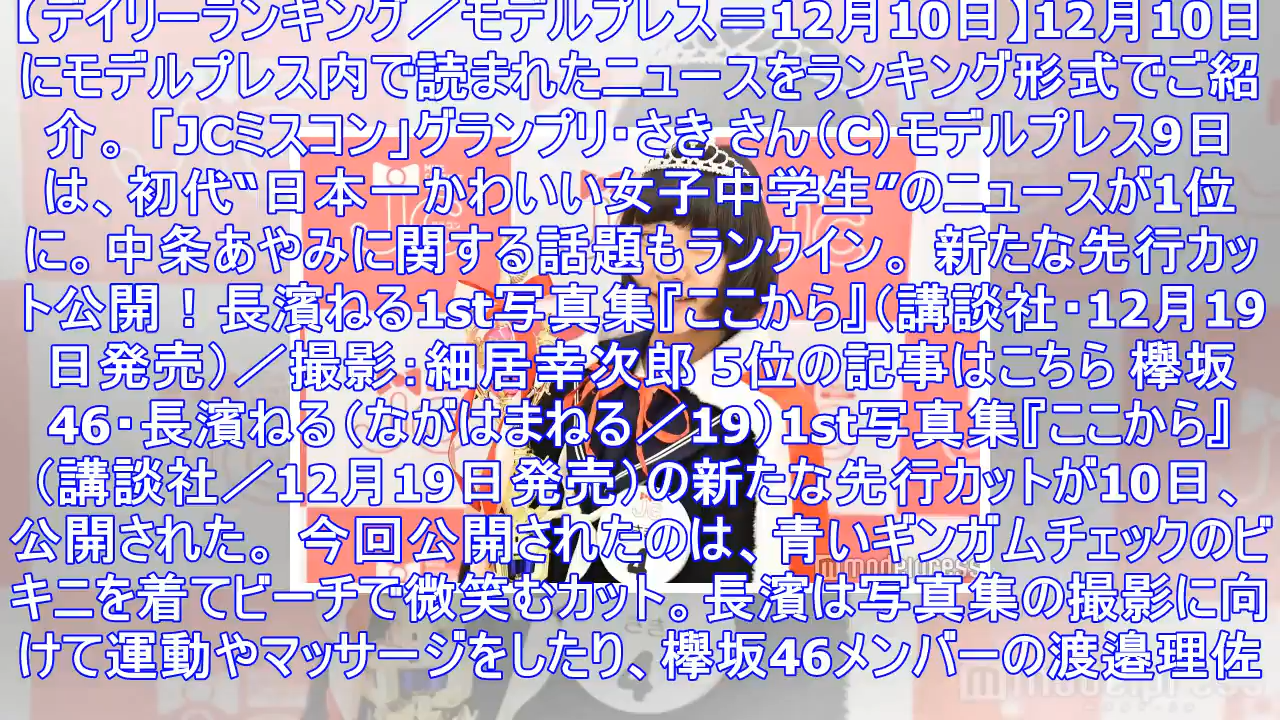 【デイリーランキング／モデルプレス＝12月10日】12月10日
にモデルプレス内で読まれたニュースをランキング形式でご紹
介。「JCミスコン」グランプリ・さき さん（C）モデルプレス9日
は、初代“日本一かわいい女子中学生”のニュースが1位
に。中条あやみに関する話題もランクイン。 新たな先行カッ
ト公開！長濱ねる1st写真集『ここから』（講談社・12月19
日発売）／撮影：細居幸次郎 5位の記事はこちら 欅坂
46・長濱ねる（ながはまねる／19）1st写真集『ここから』
（講談社／12月19日発売）の新たな先行カットが10日、
公開された。 今回公開されたのは、青いギンガムチェックのビ
キニを着てビーチで微笑むカット。長濱は写真集の撮影に向
けて運動やマッサージをしたり、欅坂46メンバーの渡邉理佐
modelpress
さき
4